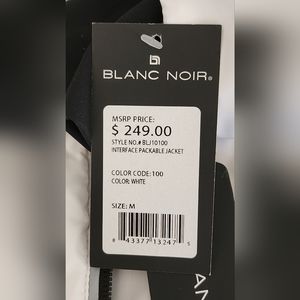 BLANC NOIR®
MSRP PRICE:
$ 249.00
STYLE NO.# BLJ10100
INTERFACE PACKABLE JACKET
COLOR CODE: 100
COLOR: WHITE
SIZE: M
8 43377 13247 5
AN